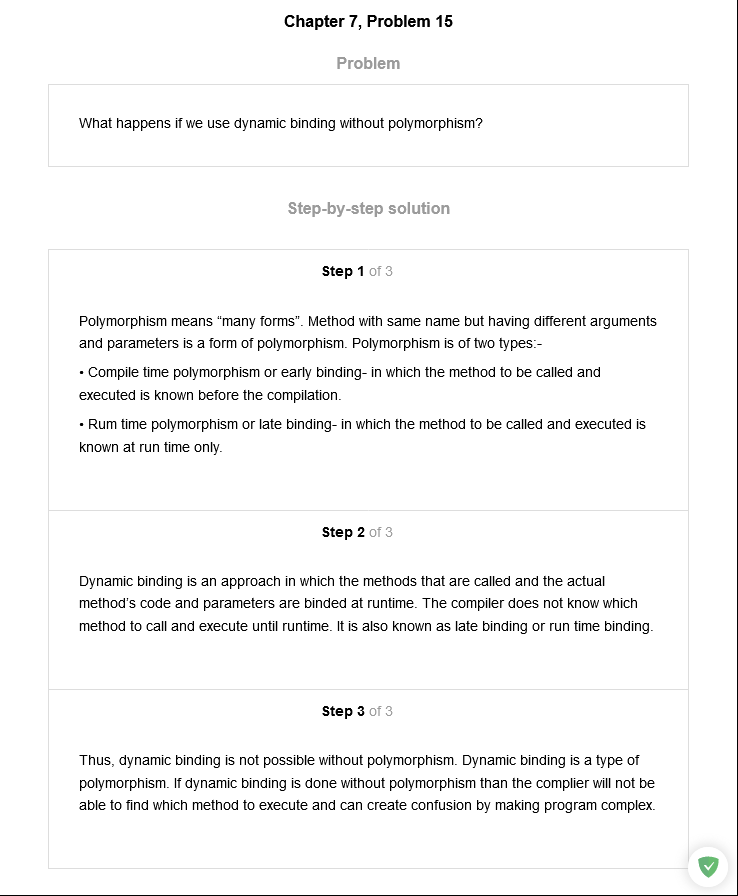 Chapter 7, Problem 15
Problem
What happens if we use dynamic binding without polymorphism?
Step-by-step solution
Step 1 of 3
Polymorphism means “many forms”. Method with same name but having different arguments
and parameters is a form of polymorphism. Polymorphism is of two types:-
• Compile time polymorphism or early binding- in which the method to be called and
executed is known before the compilation.
• Rum time polymorphism or late binding- in which the method to be called and executed is
known at run time only.
Step 2 of 3
Dynamic binding is an approach in which the methods that are called and the actual
method’s code and parameters are binded at runtime. The compiler does not know which
method to call and execute until runtime. It is also known as late binding or run time binding.
Step 3 of 3
Thus, dynamic binding is not possible without polymorphism. Dynamic binding is a type of
polymorphism. If dynamic binding is done without polymorphism than the complier will not be
able to find which method to execute and can create confusion by making program complex.